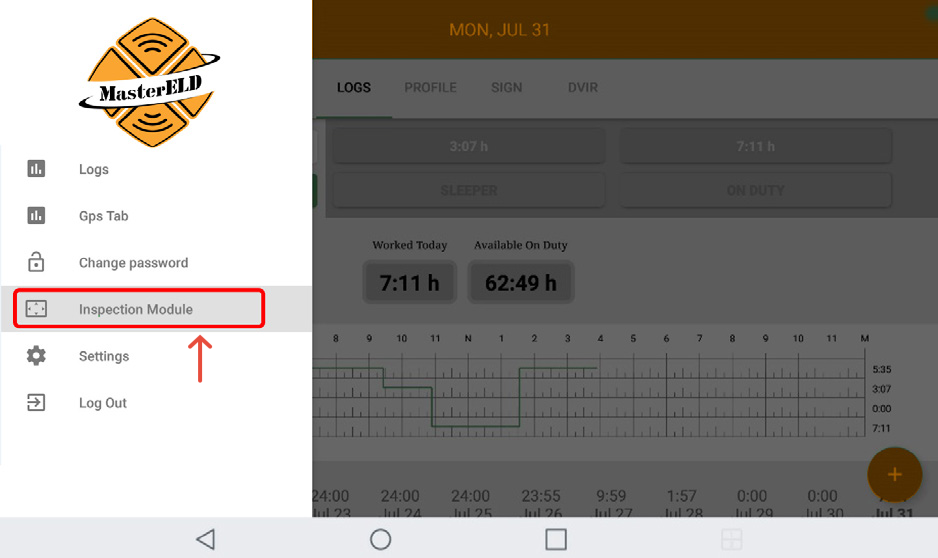 MasterELD
Logs
Gps Tab
Change password
Inspection Module
Settings
Log Out
MON, JUL 31
LOGS PROFILE SIGN DVIR
3:07 h 7:11 h
SLEEPER ON DUTY
Worked Today Available On Duty
7:11 h 62:49 h
8 9 10 11 N 1 2 3 4 5 6 7 8 9 10 11 M
5:35
3:07
0:00
7:11
24:00 24:00 24:00 23:55 9:59 1:57 0:00 0:00
Jul 23 Jul 24 Jul 25 Jul 26 Jul 27 Jul 28 Jul 29 Jul 30 Jul 31